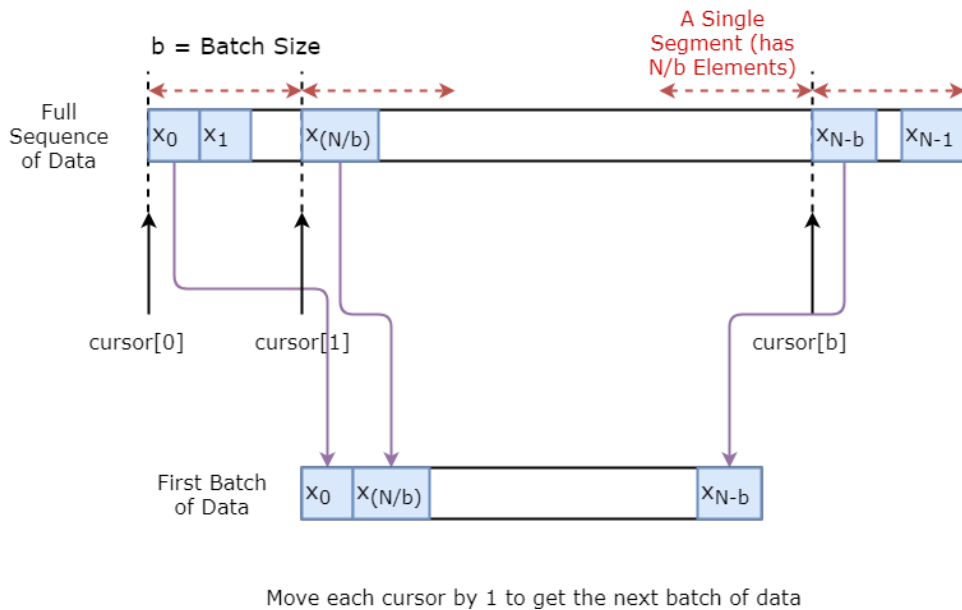 b = Batch Size
A Single
Segment (has
N/b Elements)
Full
Sequence
of Data
x0
x1
x(N/b)
xN-b
xN-1
cursor[0]
cursor[1]
cursor[b]
First Batch
of Data
x0
x(N/b)
xN-b
Move each cursor by 1 to get the next batch of data